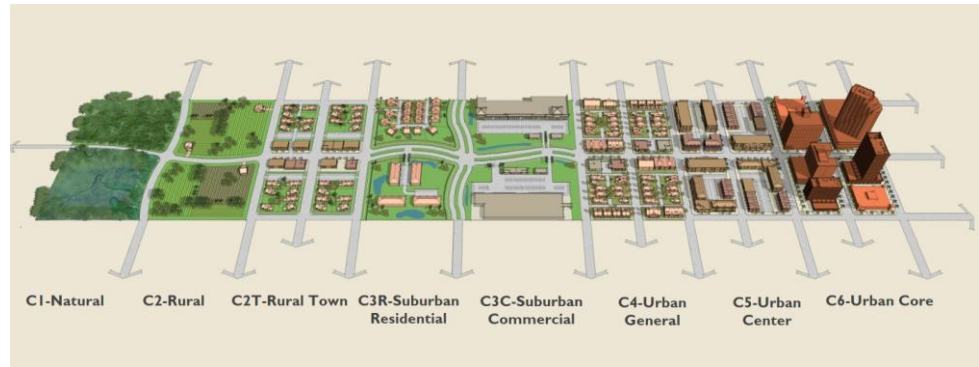 C1-Natural
C2-Rural
C2T-Rural Town
C3R-Suburban
Residential
C3C-Suburban
Commercial
C4-Urban
General
C5-Urban
Center
C6-Urban Core